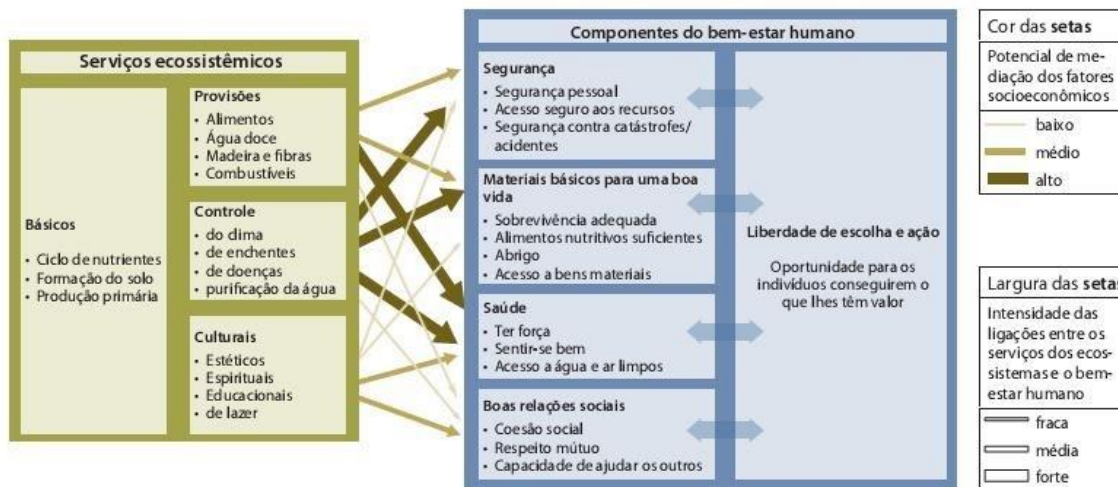 Serviços ecossistêmicos
Básicos
• Ciclo de nutrientes
• Formação do solo
• Produção primária
Provisões
• Alimentos
• Água doce
• Madeira e fibras
• Combustíveis
Controle
• do clima
• de enchentes
• de doenças
• purificação da água
Culturais
• Estéticos
• Espirituais
• Educacionais
• de lazer
Componentes do bem-estar humano
Segurança
• Segurança pessoal
• Acesso seguro aos recursos
• Segurança contra catástrofes/
acidentes
Materiais básicos para uma boa
vida
• Sobrevivência adequada
• Alimentos nutritivos suficientes
• Abrigo
• Acesso a bens materiais
Saúde
• Ter força
• Sentir-se bem
• Acesso a água e ar limpos
Boas relações sociais
• Coesão social
• Respeito mútuo
• Capacidade de ajudar os outros
Liberdade de escolha e ação
Oportunidade para os
indivíduos conseguirem o
que lhes têm valor
Cor das setas
Potencial de me-
diação dos fatores
socioeconômicos
baixo
médio
alto
Largura das setas
Intensidade das
ligações entre os
serviços dos ecos-
sistemas e o bem-
estar humano
fraca
média
forte